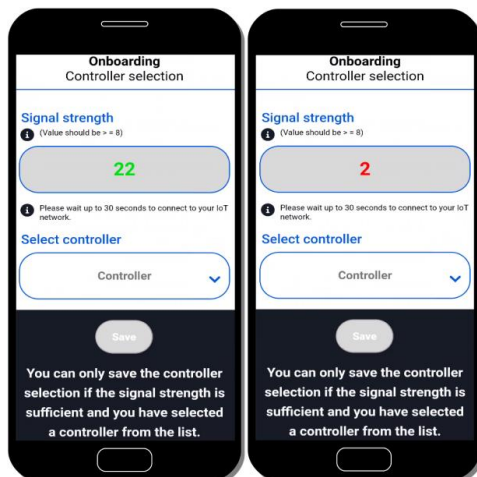 Onboarding
Controller selection
Signal strength
(Value should be > = 8)
22
Please wait up to 30 seconds to connect to your IoT
network.
Select controller
Controller
Save
You can only save the controller
selection if the signal strength is
sufficient and you have selected
a controller from the list.
Onboarding
Controller selection
Signal strength
(Value should be > = 8)
2
Please wait up to 30 seconds to connect to your IoT
network.
Select controller
Controller
Save
You can only save the controller
selection if the signal strength is
sufficient and you have selected
a controller from the list.